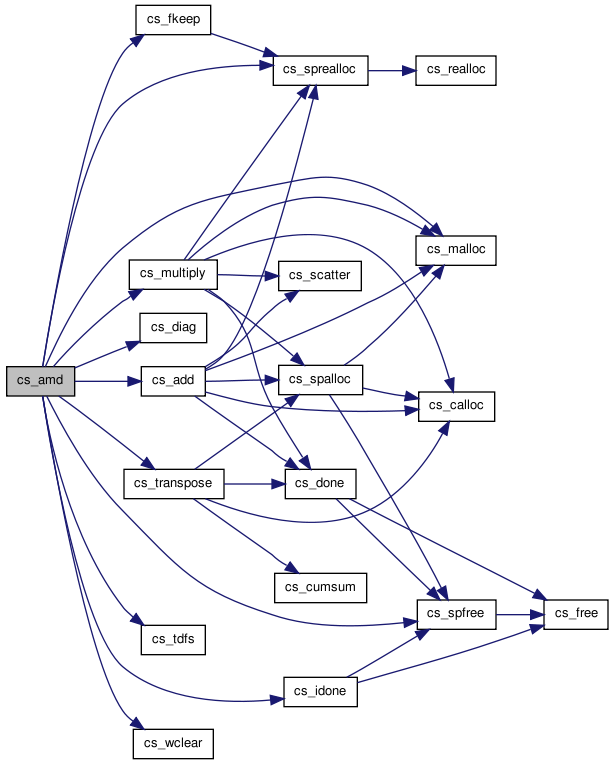 cs_fkeep
cs_sprealloc
cs_realloc
cs_malloc
cs_multiply
cs_scatter
cs_diag
cs_amd
cs_add
cs_spalloc
cs_calloc
cs_transpose
cs_done
cs_cumsum
cs_spfree
cs_free
cs_tdfs
cs_idone
cs_wclear